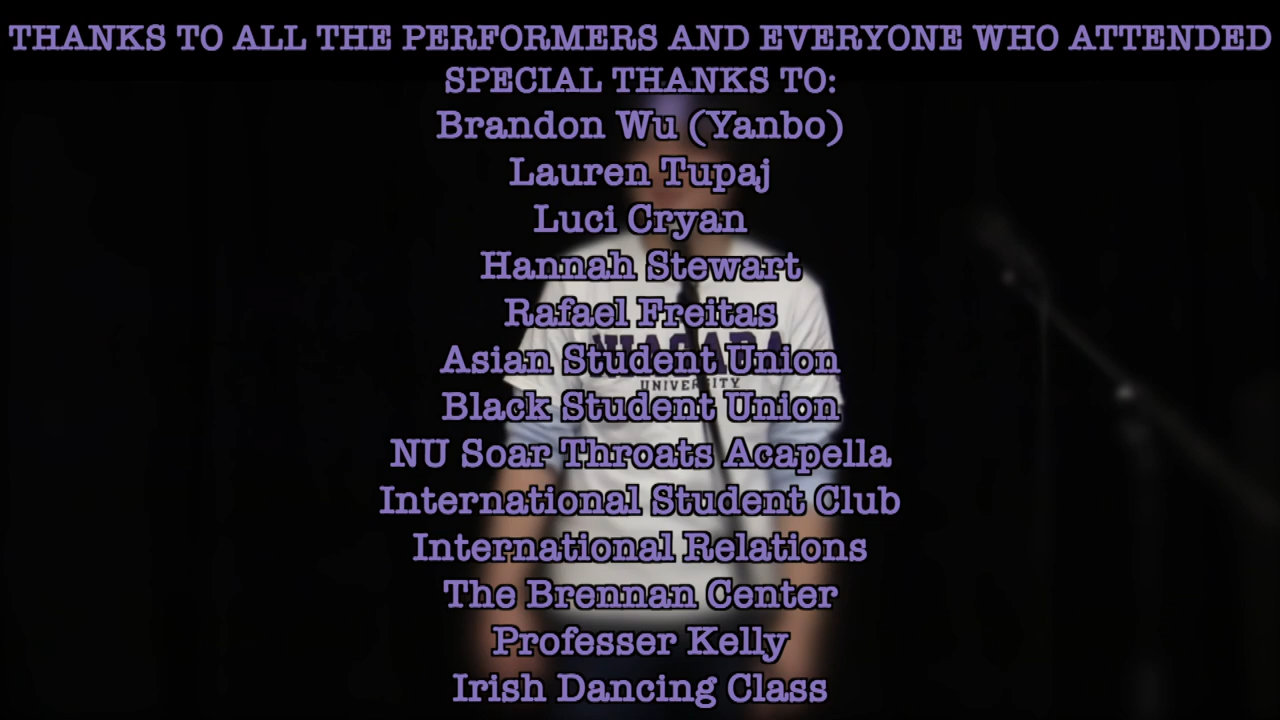 THANKS TO ALL THE PERFORMERS AND EVERYONE WHO ATTENDED
SPECIAL THANKS TO:
Brandon Wu (Yanbo)
Lauren Tupaj
Luci Cryan
Hannah Stewart
Rafael Freitas
NIAGARA
Asian Student Union
UNIVERSITY
Black Student Union
NU Soar Throats Acapella
International Student Club
International Relations
The Brennan Center
Professer Kelly
Irish Dancing Class